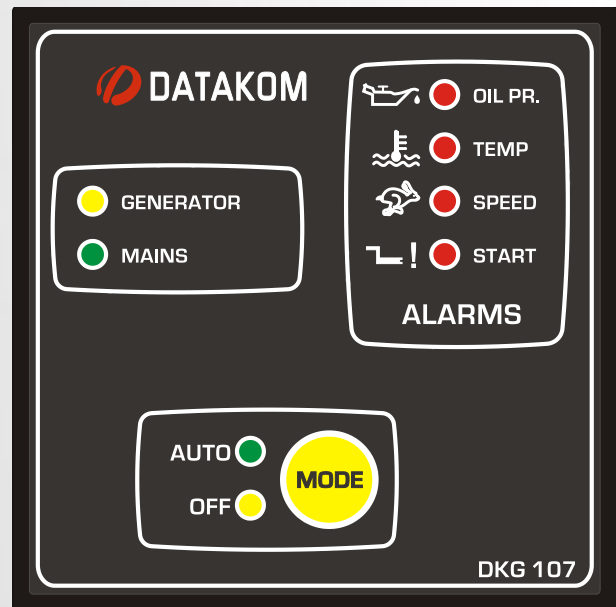 DATAKOM
OIL PR.
TEMP
SPEED
! START
ALARMS
GENERATOR
MAINS
AUTO
OFF
MODE
DKG 107